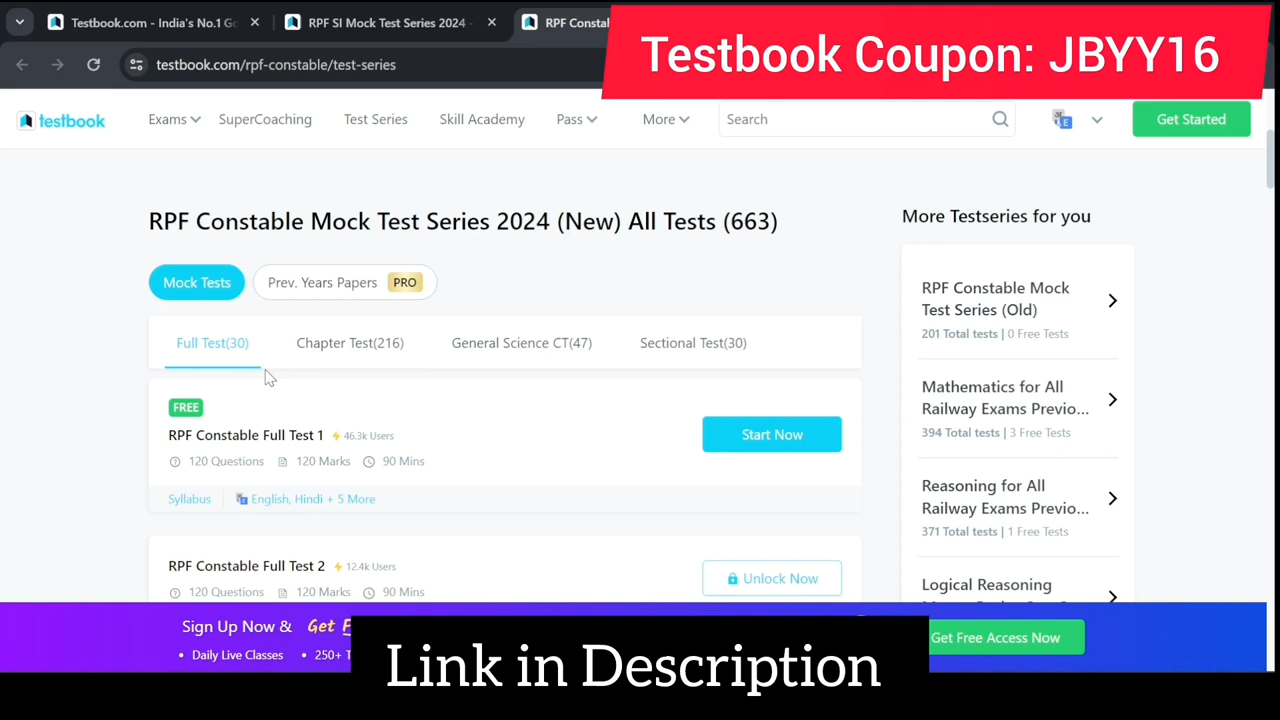 Testbook.com - India's No.1 Go
RPF SI Mock Test Series 2024 -
RPF Consta
Testbook Coupon: JBYY16
testbook.com/rpf-constable/test-series
testbook
Exams
SuperCoaching
Test Series
Skill Academy
Pass
More
Search
Get Started
RPF Constable Mock Test Series 2024 (New) All Tests (663)
Mock Tests
Prev. Years Papers PRO
Full Test(30)
Chapter Test(216)
General Science CT(47)
Sectional Test(30)
FREE
RPF Constable Full Test 1 46.3k Users
120 Questions 120 Marks 90 Mins
Start Now
Syllabus
English, Hindi + 5 More
RPF Constable Full Test 2 12.4k Users
120 Questions 120 Marks 90 Mins
Unlock Now
More Testseries for you
RPF Constable Mock
Test Series (Old)
201 Total tests | 0 Free Tests
Mathematics for All
Railway Exams Previo...
394 Total tests | 3 Free Tests
Reasoning for All
Railway Exams Previo...
371 Total tests | 1 Free Tests
Logical Reasoning
Sign Up Now & Get
• Daily Live Classes • 250+
Get Free Access Now
Link in Description